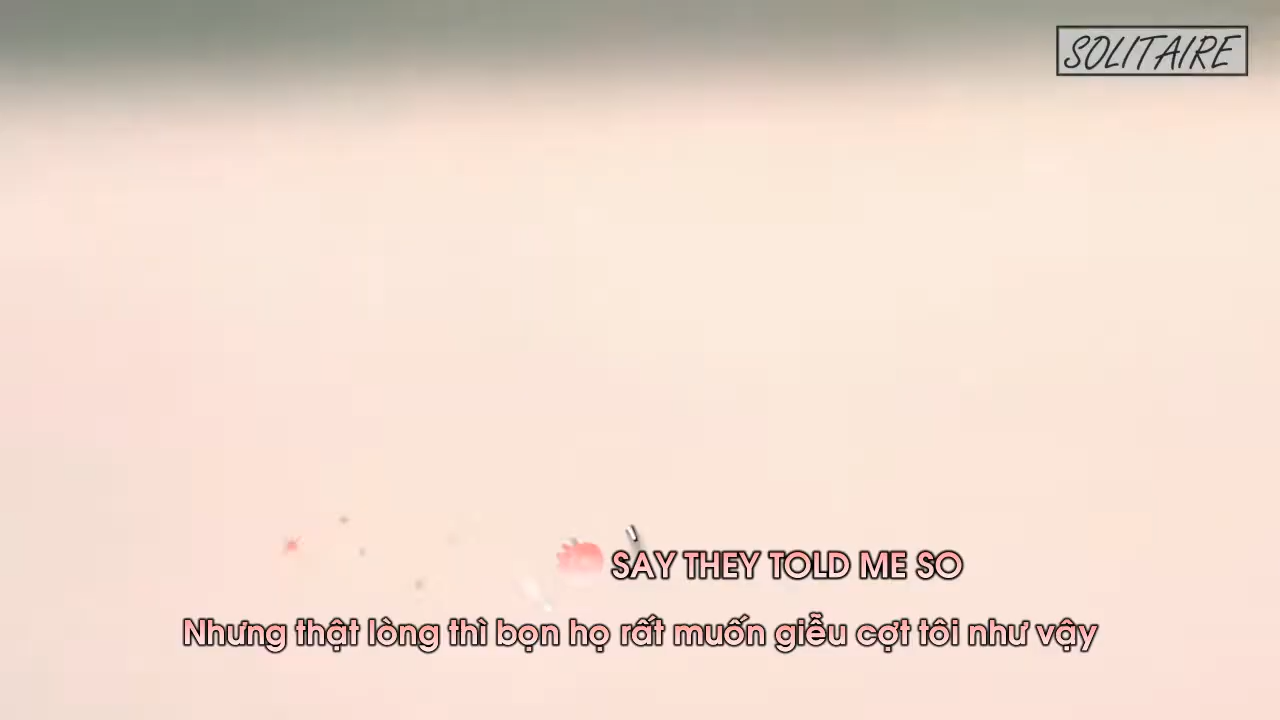 SOLITAIRE
SAY THEY TOLD ME SO
Nhưng thật lòng thì bọn họ rất muốn giễu cợt tôi như vậy